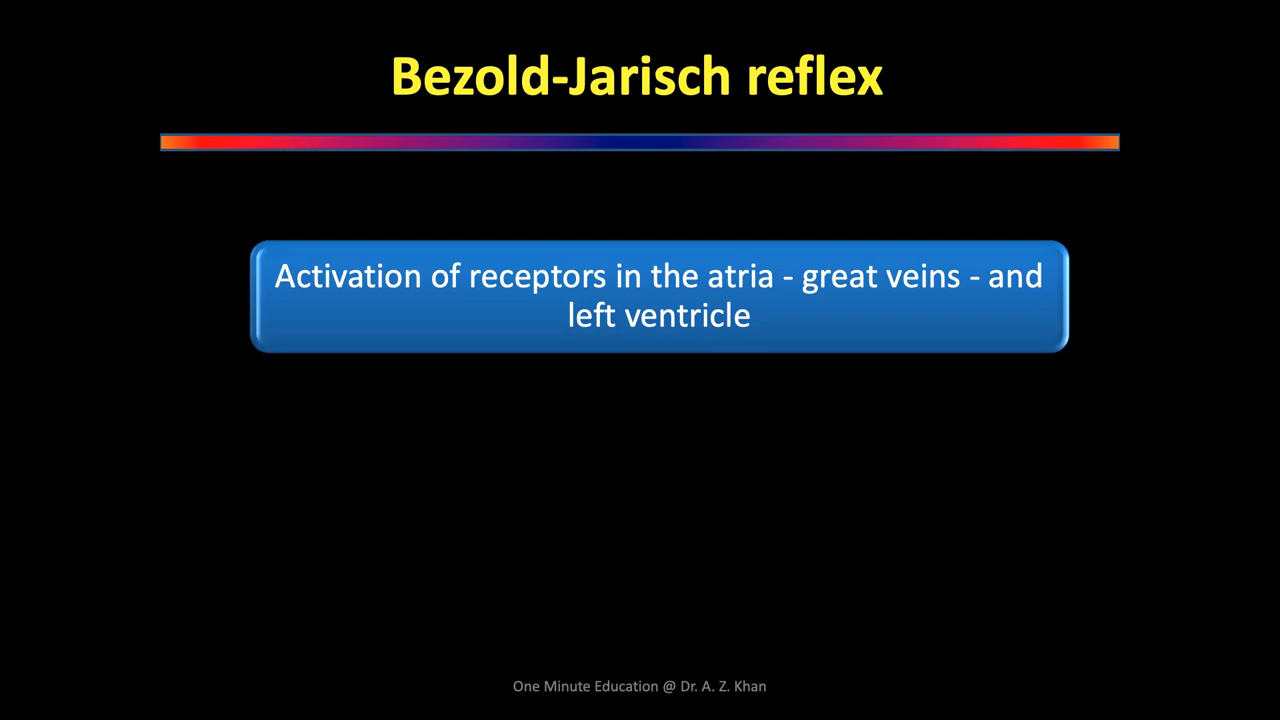 Bezold-Jarisch reflex
Activation of receptors in the atria - great veins - and
left ventricle
One Minute Education @ Dr. A. Z. Khan